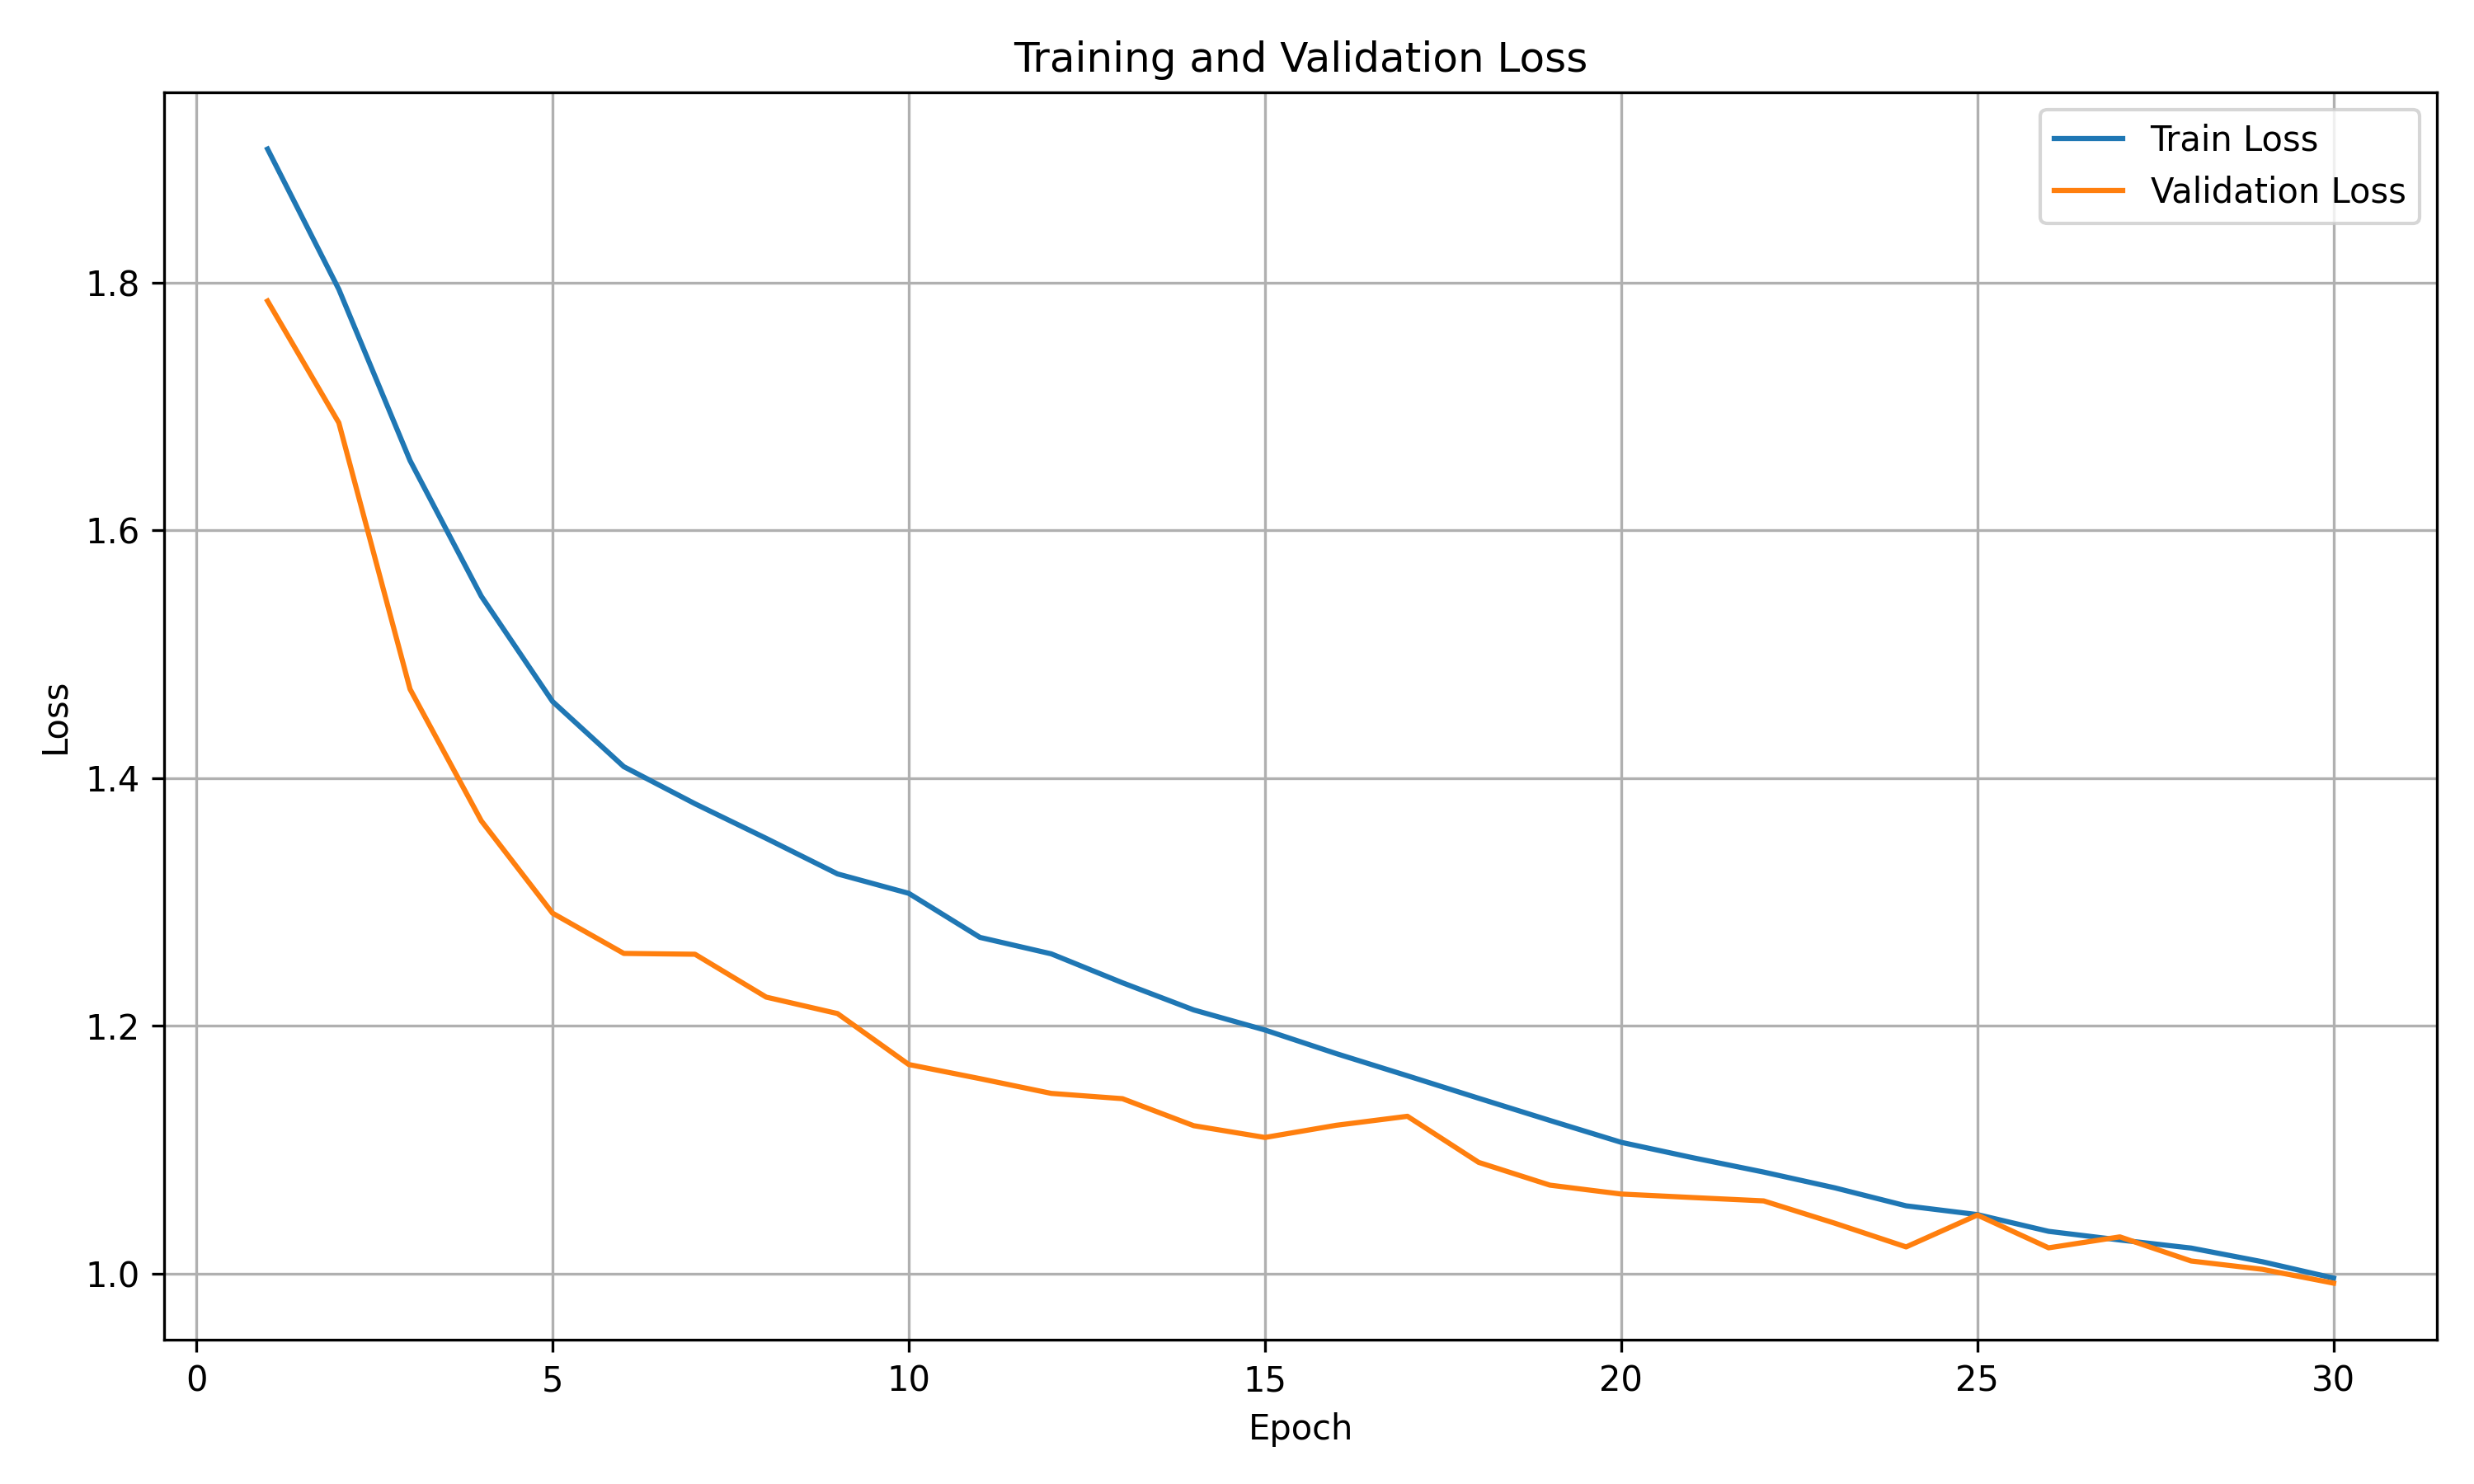 Training and Validation Loss
Train Loss
Validation Loss
1.8
1.6
1.4
1.2
1.0
Loss
0 5 10 15 20 25 30
Epoch